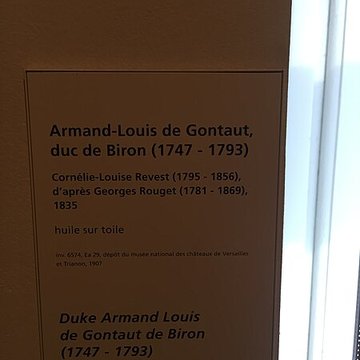 Armand-Louis de Gontaut,
duc de Biron (1747 - 1793)
Cornélie-Louise Revest (1795 - 1856),
d'après Georges Rouget (1781 - 1869),
1835
huile sur toile
Inv. 6574, Ea 29, dépôt du musée national des châteaux de Versailles
et Trianon, 1907
Duke Armand Louis
de Gontaut de Biron
(1747 - 1793)